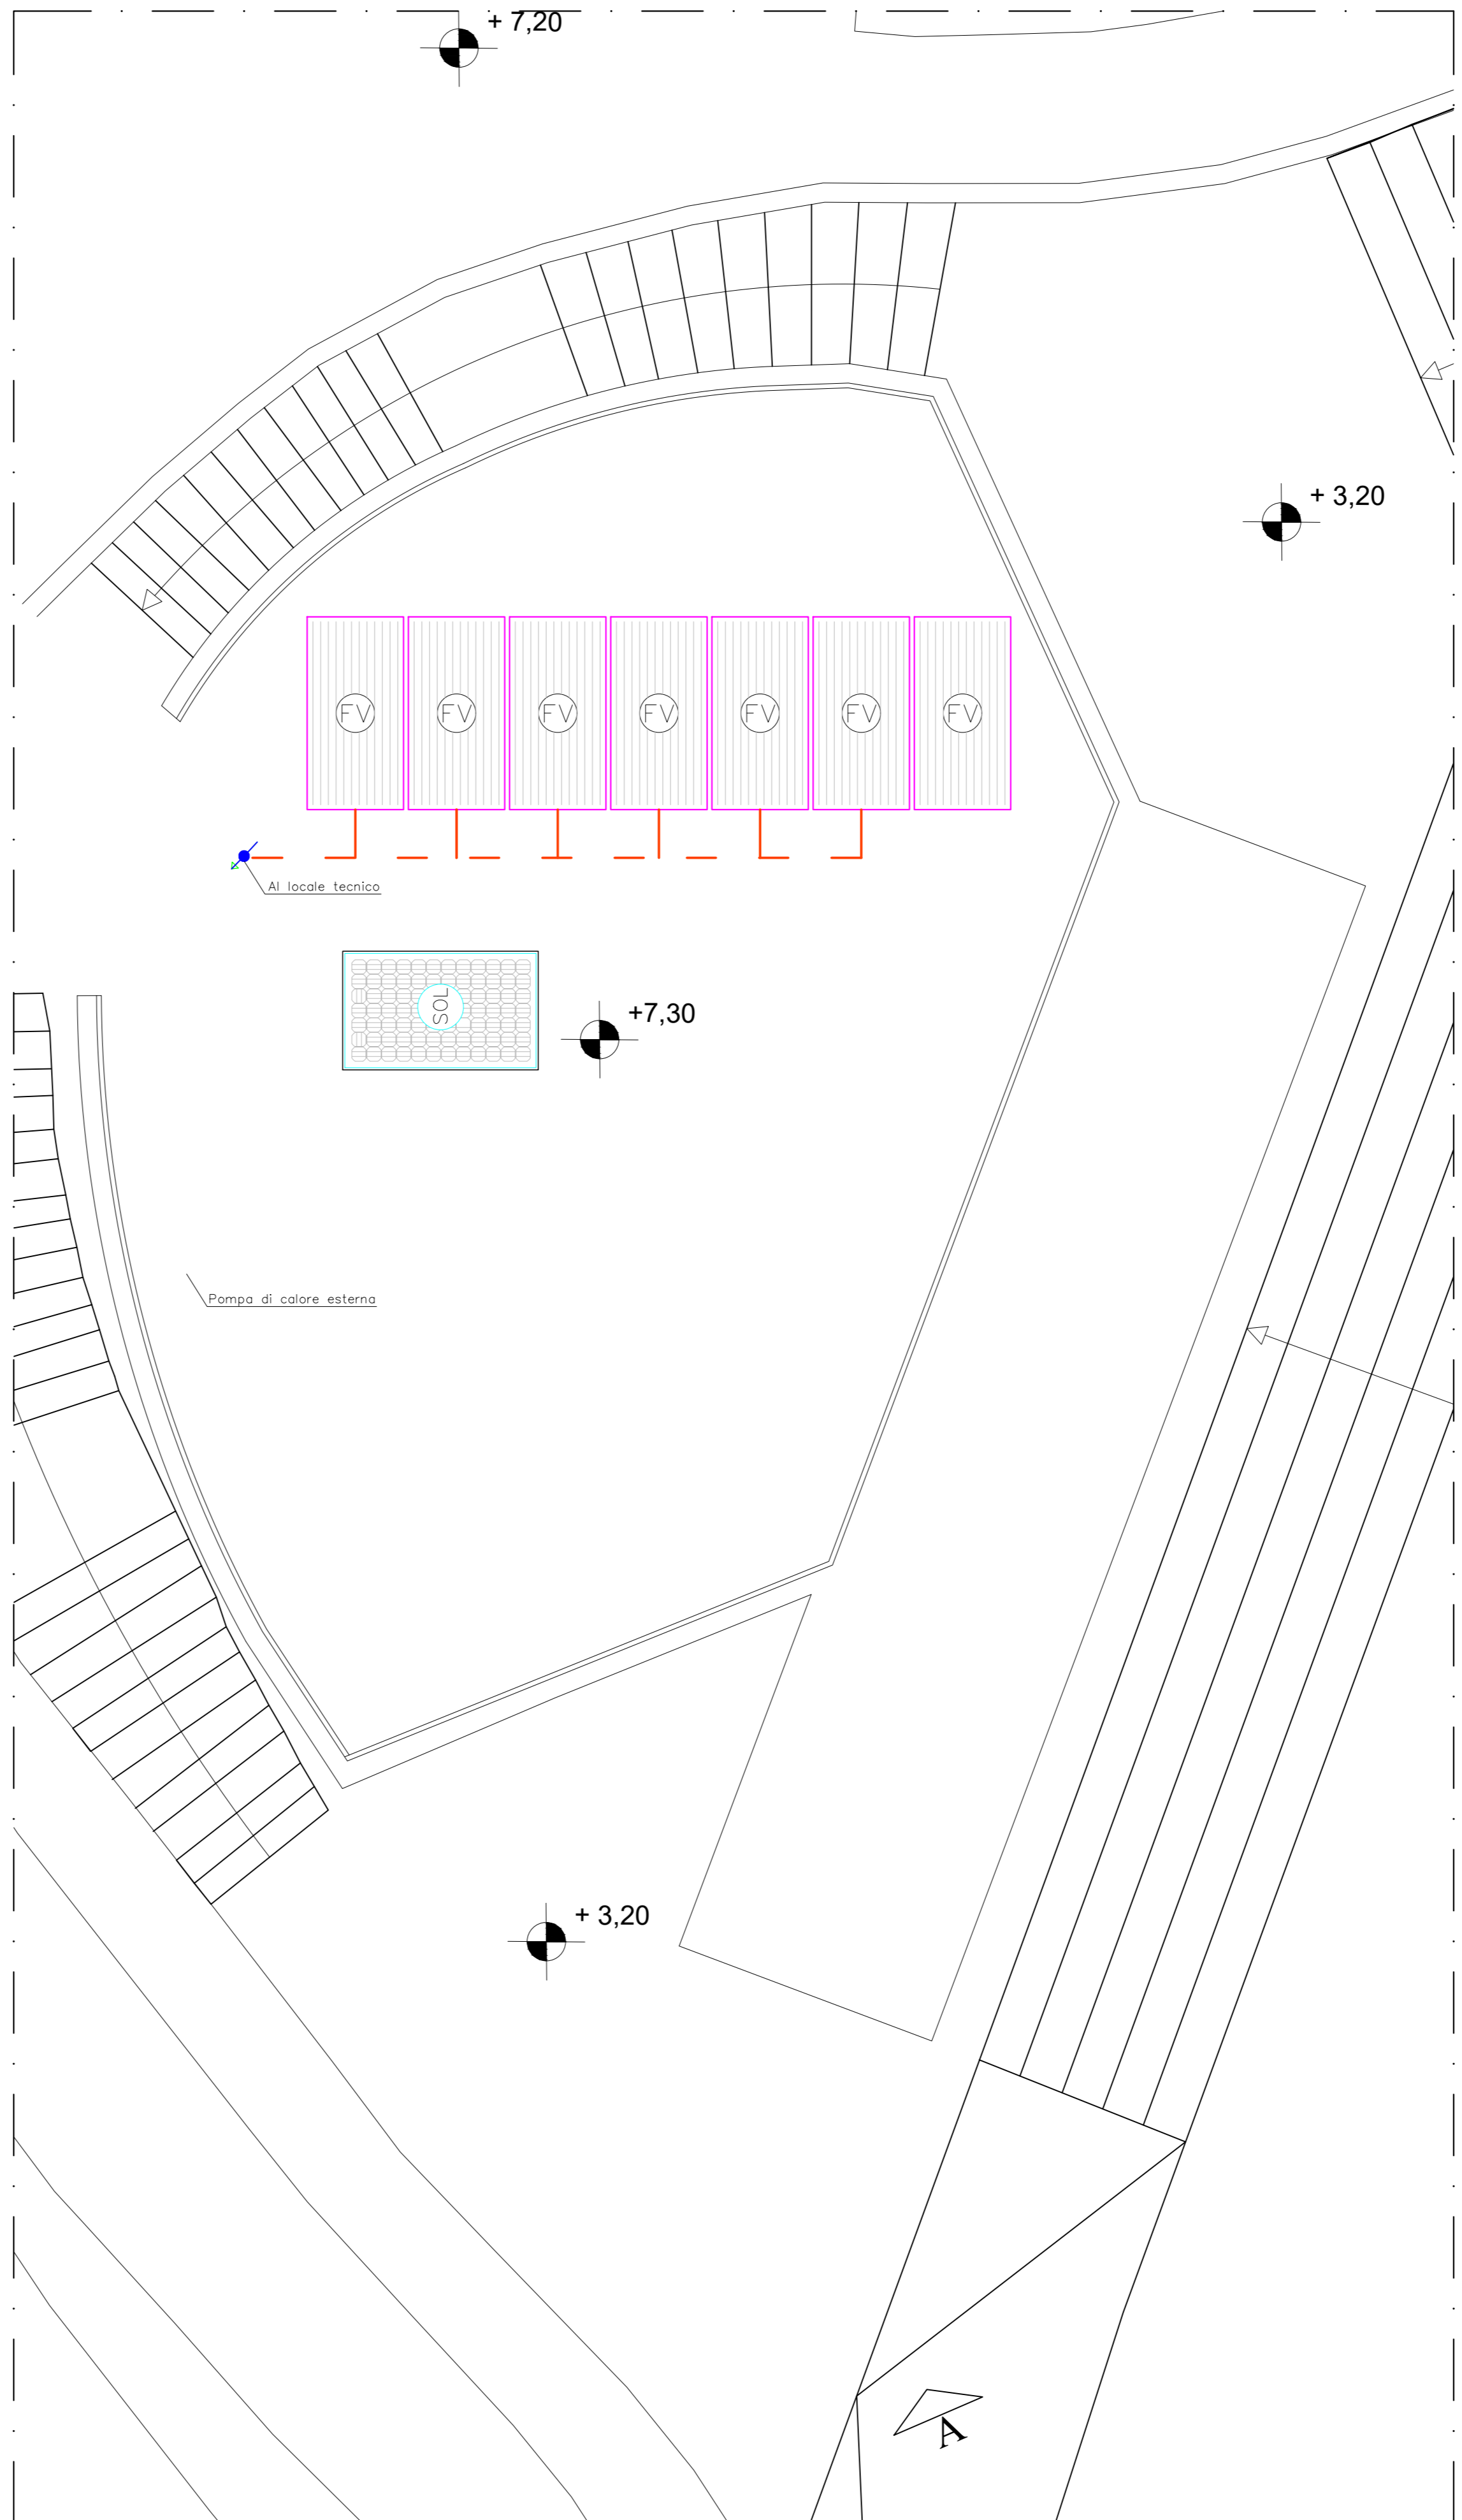 + 7,20
+ 3,20
FV FV FV FV FV FV FV
Al locale tecnico
SOL
+7,30
Pompa di calore esterna
+ 3,20
A